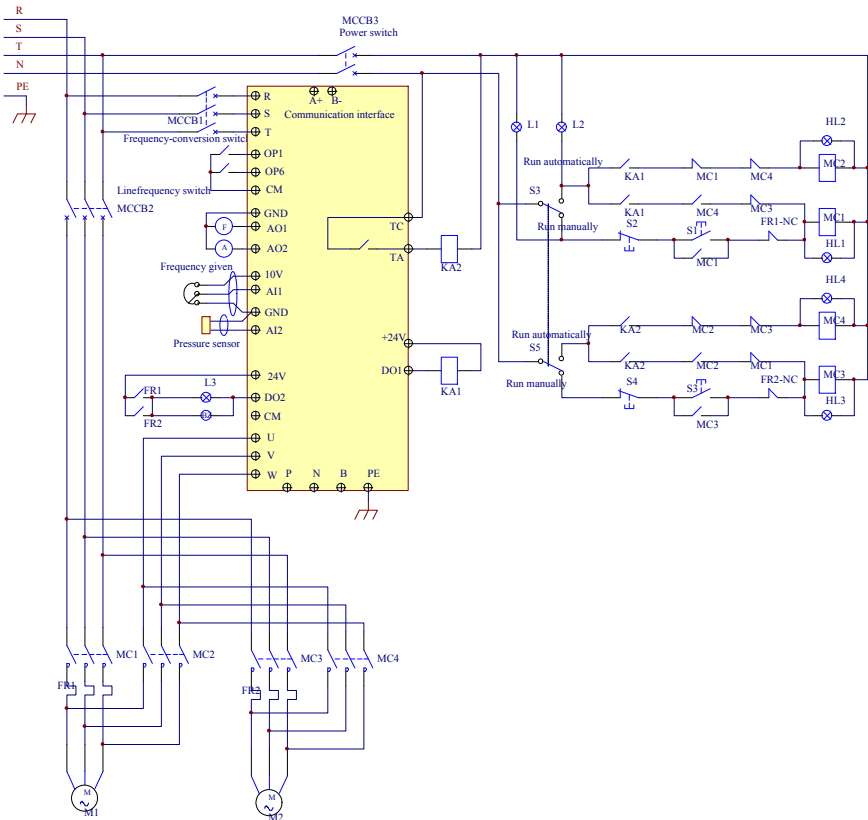 R
S
T
N
PE
MCCB3
Power switch
R
S
T
MCCB1
Frequency-conversion switch
A+ B-
Communication interface
OP1
OP6
CM
Linefrequency switch
MCCB2
GND
AO1
F
AO2
A
Frequency given
10V
AI1
GND
AI2
Pressure sensor
TC
TA
KA2
+24V
DO1
KA1
24V
DO2
CM
FR1
FR2
L3
U
V
W
P N B PE
L1
L2
Run automatically
S3
Run manually
KA1
MC1
MC4
HL2
MC2
KA1
MC4
MC3
MC1
S2
S1
FR1-NC
MC1
HL1
HL4
Run automatically
S5
Run manually
KA2
MC2
MC3
MC4
KA2
MC2
MC1
MC3
S4
S3
FR2-NC
MC3
HL3
MC1
MC2
MC3
MC4
FR1
FR2
M
M1
M
M2